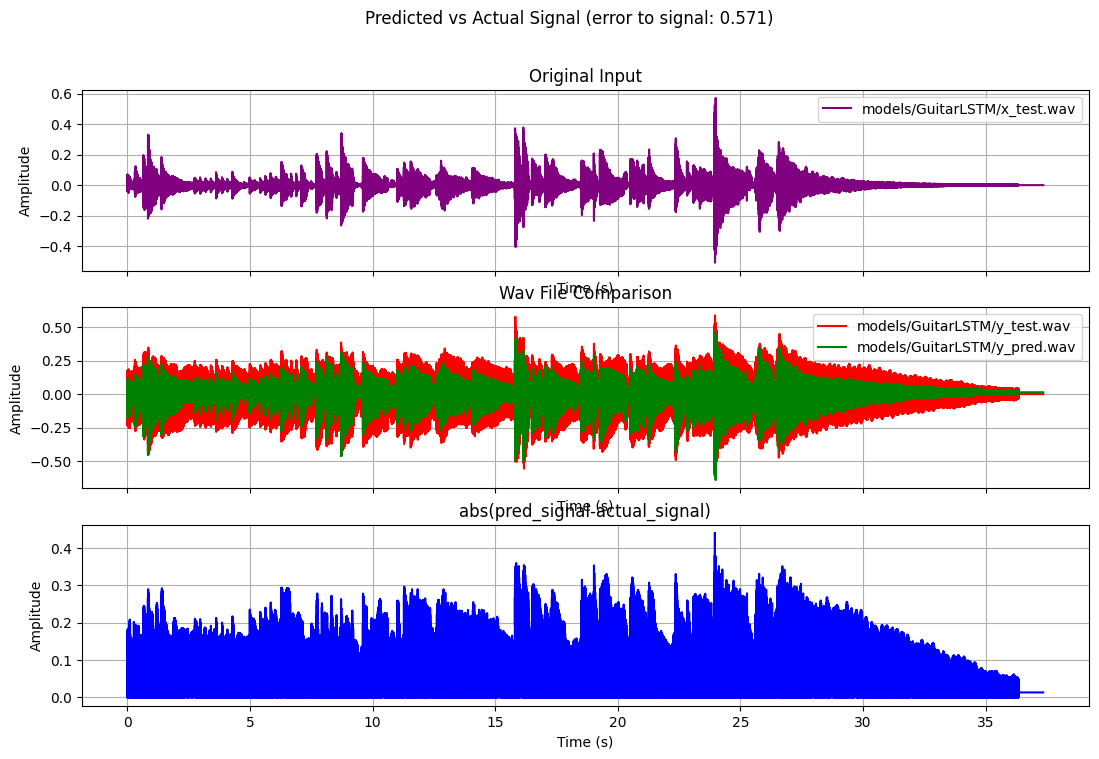 Predicted vs Actual Signal (error to signal: 0.571)
Original Input
0.6
0.4
0.2
0.0
−0.2
−0.4
Amplitude
models/GuitarLSTM/x_test.wav
Time (s)
Wav File Comparison
0.50
0.25
0.00
−0.25
−0.50
Amplitude
models/GuitarLSTM/y_test.wav
models/GuitarLSTM/y_pred.wav
Time (s)
abs(pred_signal-actual_signal)
0.4
0.3
0.2
0.1
0.0
Amplitude
0 5 10 15 20 25 30 35
Time (s)